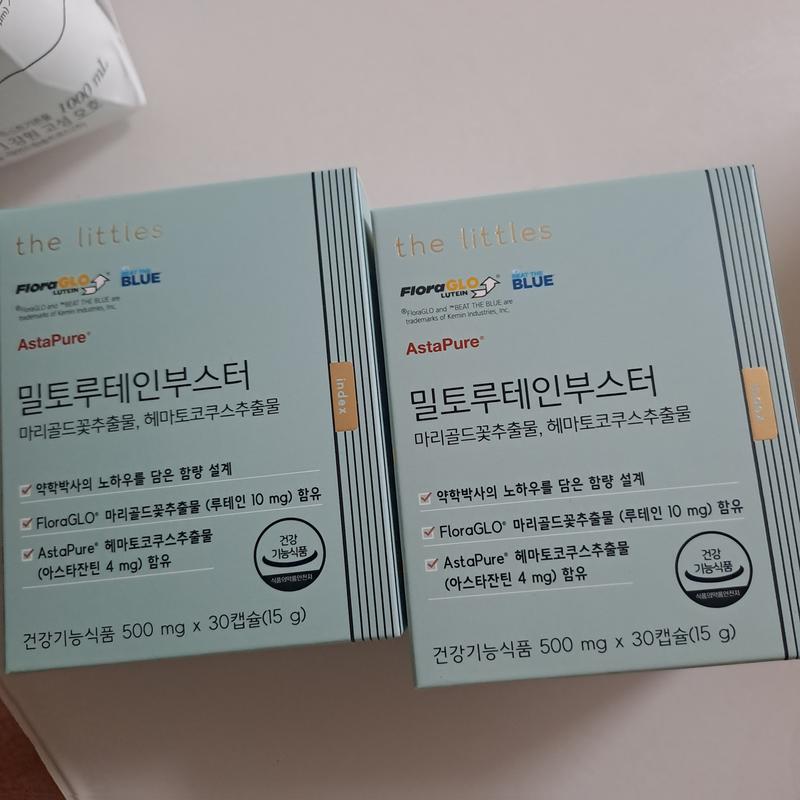 1000 mL
the littles
FloraGLO®
LUTEIN
BEAT THE
BLUE™
®FloraGLO and ™BEAT THE BLUE are
trademarks of Kemin Industries, Inc.
AstaPure®
밀토루테인부스터
마리골드꽃추출물, 헤마토코쿠스추출물
index
약학박사의 노하우를 담은 함량 설계
FloraGLO® 마리골드꽃추출물 (루테인 10 mg) 함유
AstaPure® 헤마토코쿠스추출물
(아스타잔틴 4 mg) 함유
건강
기능식품
식품의약품안전처
건강기능식품 500 mg x 30캡슐(15 g)
the littles
FloraGLO®
LUTEIN
BEAT THE
BLUE™
®FloraGLO and ™BEAT THE BLUE are
trademarks of Kemin Industries, Inc.
AstaPure®
밀토루테인부스터
마리골드꽃추출물, 헤마토코쿠스추출물
index
약학박사의 노하우를 담은 함량 설계
FloraGLO® 마리골드꽃추출물 (루테인 10 mg) 함유
AstaPure® 헤마토코쿠스추출물
(아스타잔틴 4 mg) 함유
건강
기능식품
식품의약품안전처
건강기능식품 500 mg x 30캡슐(15 g)